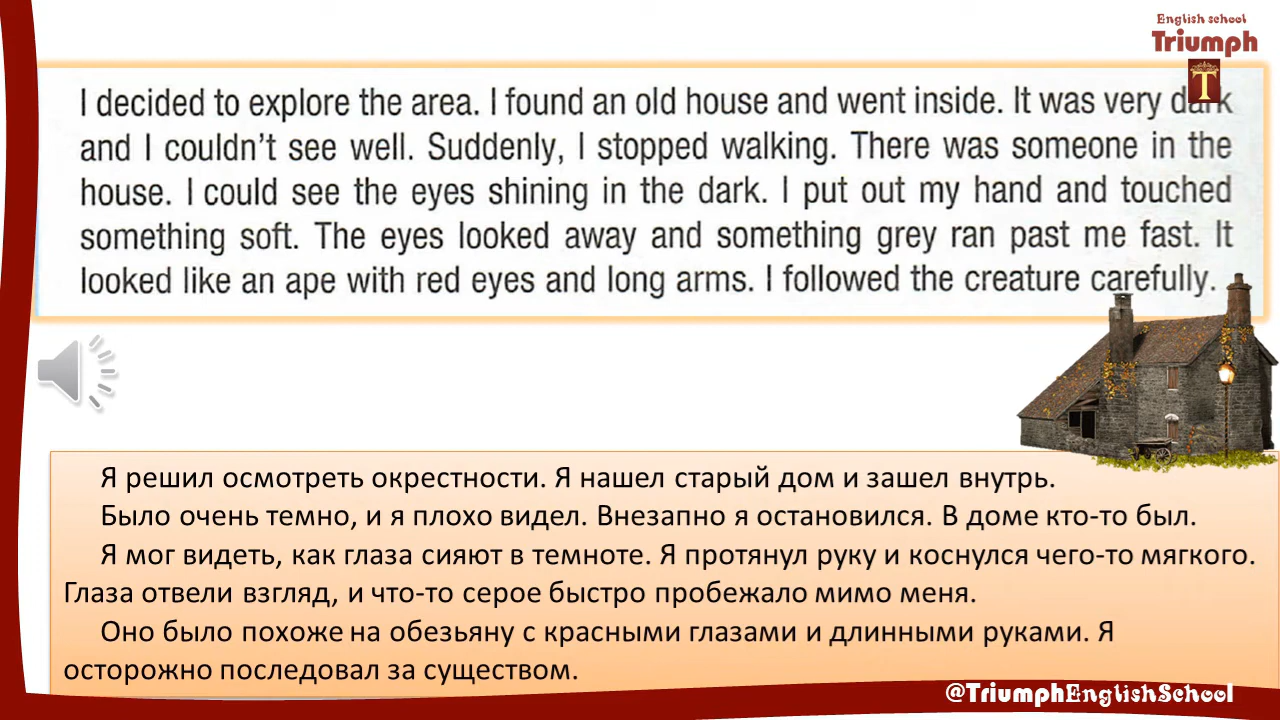 English school
Triumph
T
I decided to explore the area. I found an old house and went inside. It was very dark
and I couldn't see well. Suddenly, I stopped walking. There was someone in the
house. I could see the eyes shining in the dark. I put out my hand and touched
something soft. The eyes looked away and something grey ran past me fast. It
looked like an ape with red eyes and long arms. I followed the creature carefully.
Я решил осмотреть окрестности. Я нашел старый дом и зашел внутрь.
Было очень темно, и я плохо видел. Внезапно я остановился. В доме кто-то был.
Я мог видеть, как глаза сияют в темноте. Я протянул руку и коснулся чего-то мягкого.
Глаза отвели взгляд, и что-то серое быстро пробежало мимо меня.
Оно было похоже на обезьяну с красными глазами и длинными руками. Я
осторожно последовал за существом.
@TriumphEnglishSchool